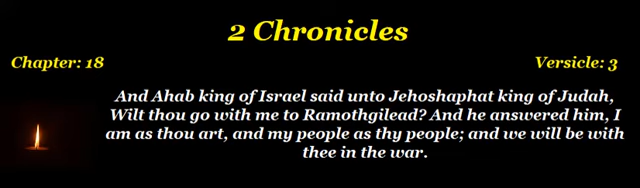 2 Chronicles
Chapter: 18
Versicle: 3
And Ahab king of Israel said unto Jehoshaphat king of Judah,
Wilt thou go with me to Ramothgilead? And he answered him, I
am as thou art, and my people as thy people; and we will be with
thee in the war.